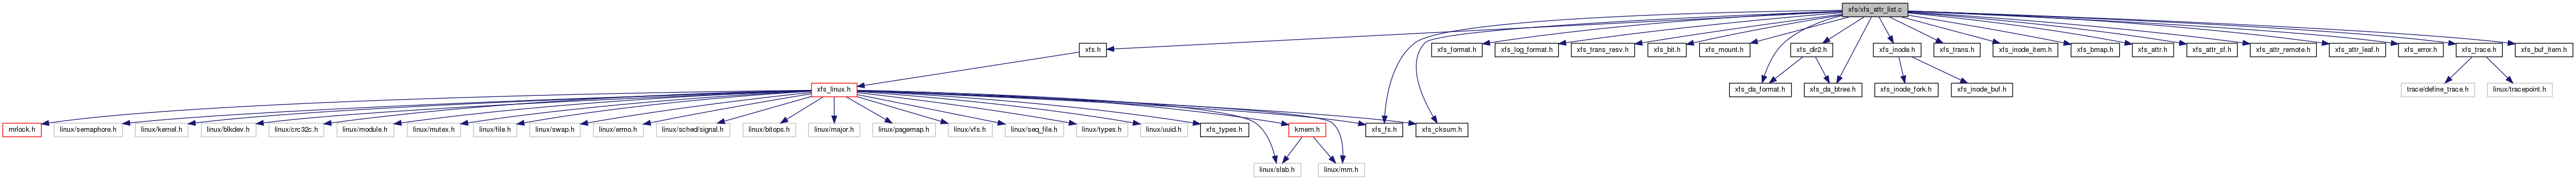 xfs/xfs_attr_list.c
xfs.h
xfs_format.h
xfs_log_format.h
xfs_trans_resv.h
xfs_bit.h
xfs_mount.h
xfs_dir2.h
xfs_inode.h
xfs_trans.h
xfs_inode_item.h
xfs_bmap.h
xfs_attr.h
xfs_attr_sf.h
xfs_attr_remote.h
xfs_attr_leaf.h
xfs_error.h
xfs_trace.h
xfs_buf_item.h
xfs_linux.h
xfs_da_format.h
xfs_da_btree.h
xfs_inode_fork.h
xfs_inode_buf.h
trace/define_trace.h
linux/tracepoint.h
mrlock.h
linux/semaphore.h
linux/kernel.h
linux/blkdev.h
linux/crc32c.h
linux/module.h
linux/mutex.h
linux/file.h
linux/swap.h
linux/errno.h
linux/sched/signal.h
linux/bitops.h
linux/major.h
linux/pagemap.h
linux/vfs.h
linux/seq_file.h
linux/types.h
linux/uuid.h
xfs_types.h
kmem.h
xfs_fs.h
xfs_cksum.h
linux/slab.h
linux/mm.h